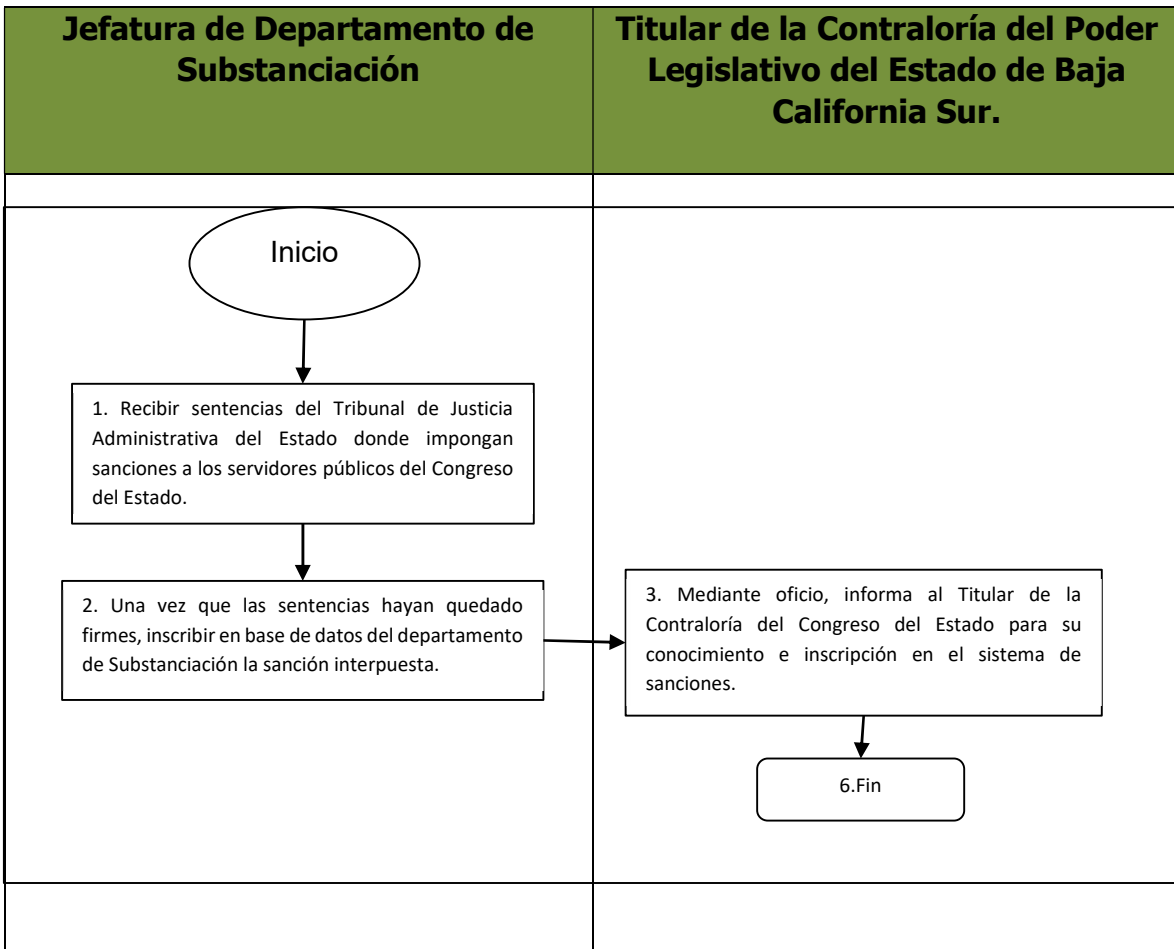 Jefatura de Departamento de
Substanciación
Titular de la Contraloría del Poder
Legislativo del Estado de Baja
California Sur.
Inicio
1. Recibir sentencias del Tribunal de Justicia
Administrativa del Estado donde impongan
sanciones a los servidores públicos del Congreso
del Estado.
2. Una vez que las sentencias hayan quedado
firmes, inscribir en base de datos del departamento
de Substanciación la sanción interpuesta.
3. Mediante oficio, informa al Titular de la
Contraloría del Congreso del Estado para su
conocimiento e inscripción en el sistema de
sanciones.
6.Fin